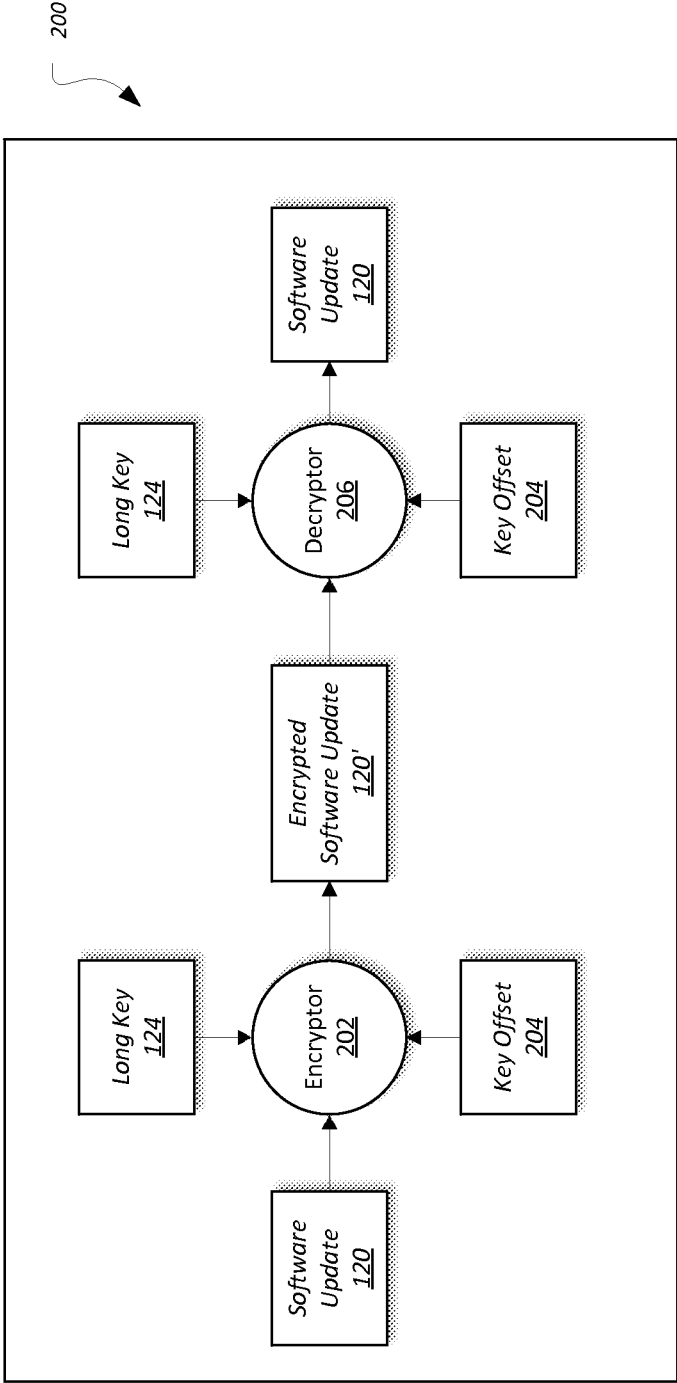 200
Long Key
124
Long Key
124
Software
Update
120
Encryptor
202
Encrypted
Software Update
120'
Decryptor
206
Software
Update
120
Key Offset
204
Key Offset
204